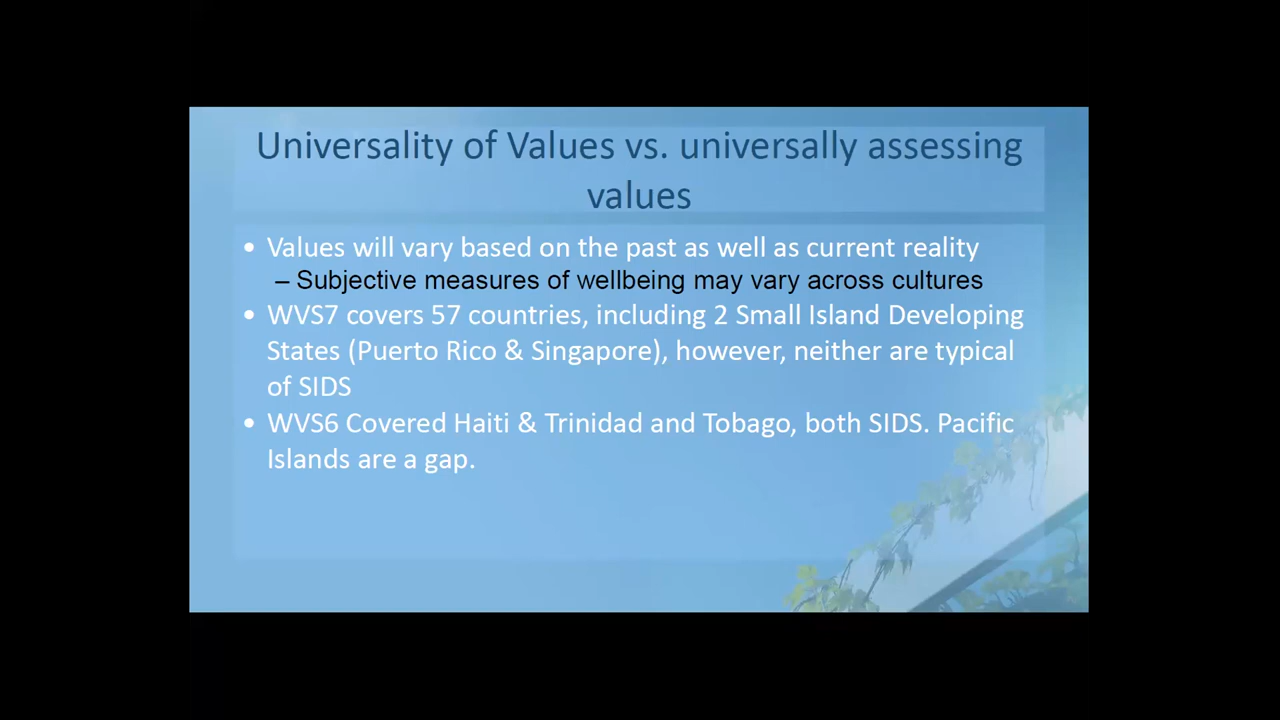 Universality of Values vs. universally assessing
values
• Values will vary based on the past as well as current reality
– Subjective measures of wellbeing may vary across cultures
• WVS7 covers 57 countries, including 2 Small Island Developing
States (Puerto Rico & Singapore), however, neither are typical
of SIDS
• WVS6 Covered Haiti & Trinidad and Tobago, both SIDS. Pacific
Islands are a gap.